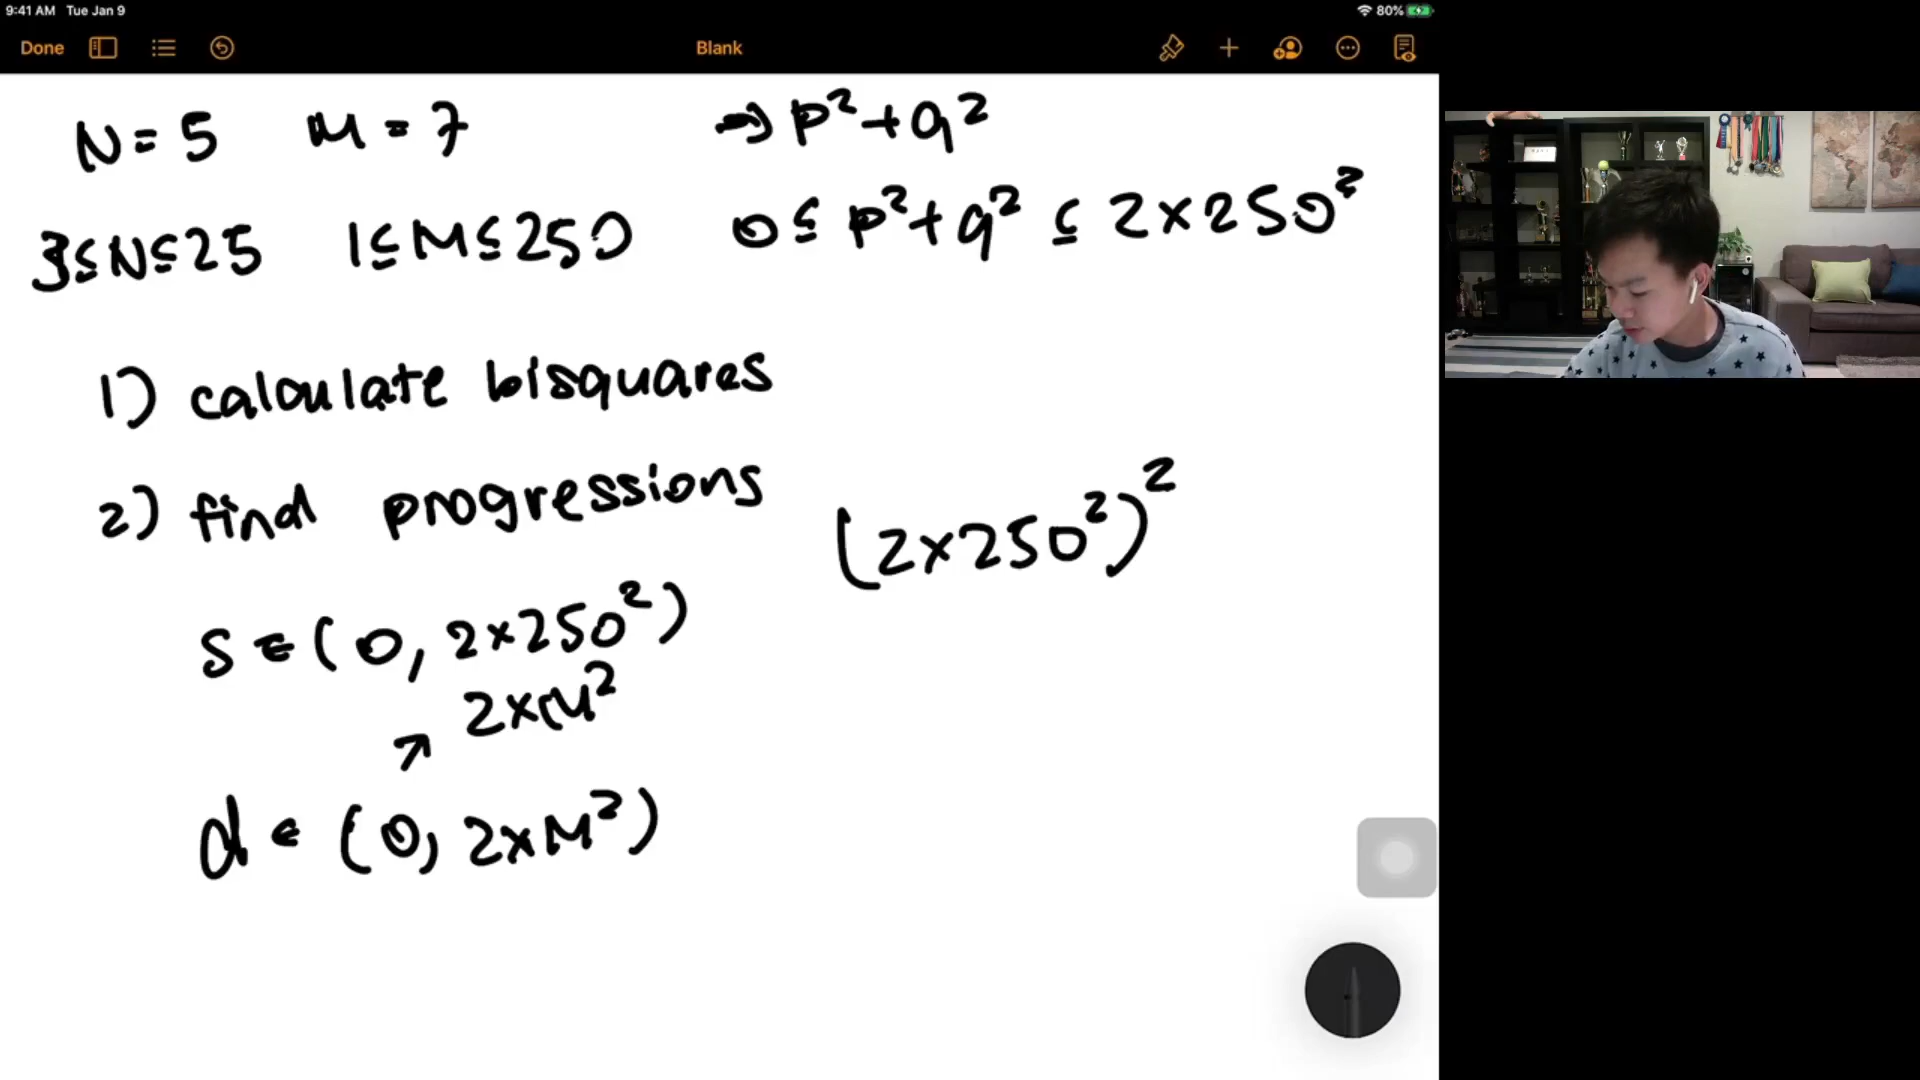 9:41 AM Tue Jan 9
80%
Done
Blank
N = 5 M = 7
→ p²+q²
3≤N≤25 1≤M≤250
0 ≤ p²+q² ≤ 2×250²
1) calculate bisquares
2) find progressions
(2×250²)²
s = (0, 2×250²)
2×M²
↗
d = (0, 2×M²)